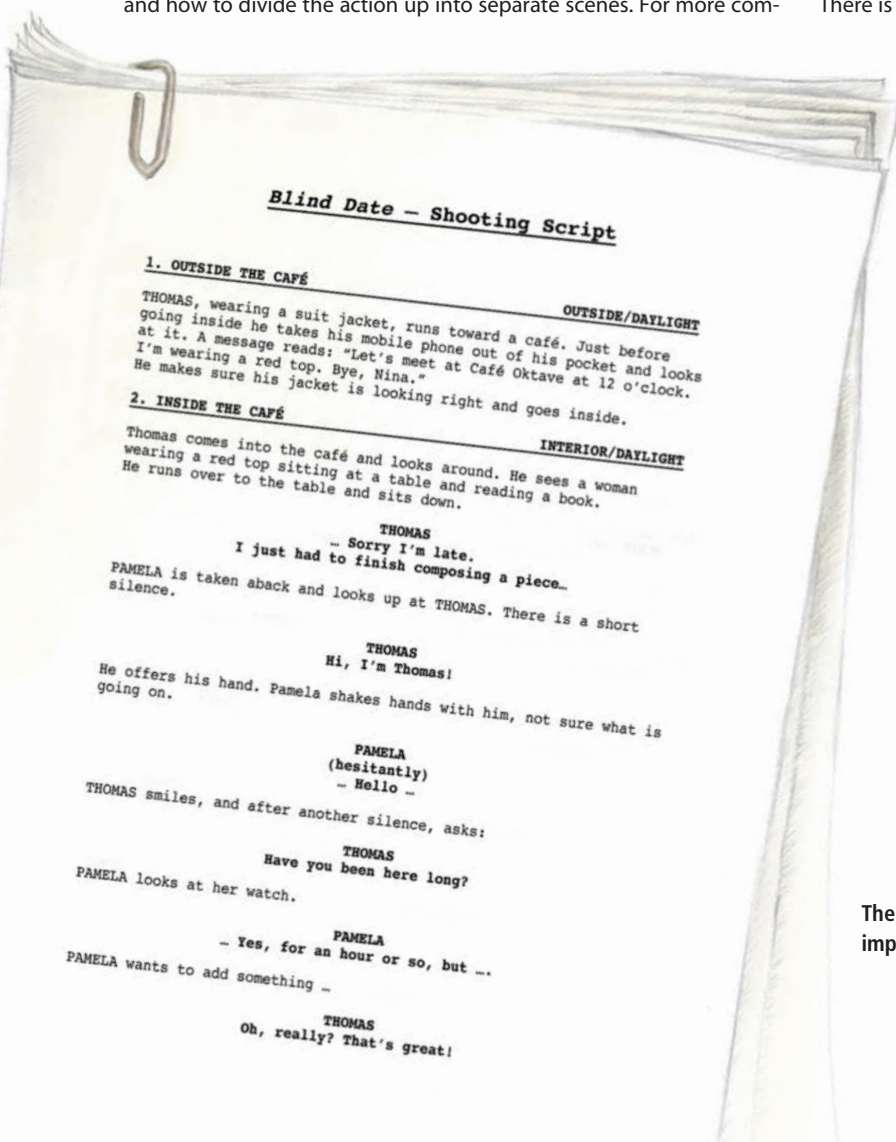 and how to divide the action up into separate scenes. For more com-
There is
Blind Date – Shooting Script
1. OUTSIDE THE CAFÉ
OUTSIDE/DAYLIGHT
THOMAS, wearing a suit jacket, runs toward a café. Just before
going inside he takes his mobile phone out of his pocket and looks
at it. A message reads: "Let's meet at Café Oktave at 12 o'clock.
I'm wearing a red top. Bye, Nina."
He makes sure his jacket is looking right and goes inside.
2. INSIDE THE CAFÉ
INTERIOR/DAYLIGHT
Thomas comes into the café and looks around. He sees a woman
wearing a red top sitting at a table and reading a book.
He runs over to the table and sits down.
THOMAS
… Sorry I'm late.
I just had to finish composing a piece…
PAMELA is taken aback and looks up at THOMAS. There is a short
silence.
THOMAS
Hi, I'm Thomas!
He offers his hand. Pamela shakes hands with him, not sure what is
going on.
PAMELA
(hesitantly)
… Hello …
THOMAS smiles, and after another silence, asks:
THOMAS
Have you been here long?
PAMELA looks at her watch.
PAMELA
… Yes, for an hour or so, but ….
PAMELA wants to add something …
THOMAS
Oh, really? That's great!
The
imp